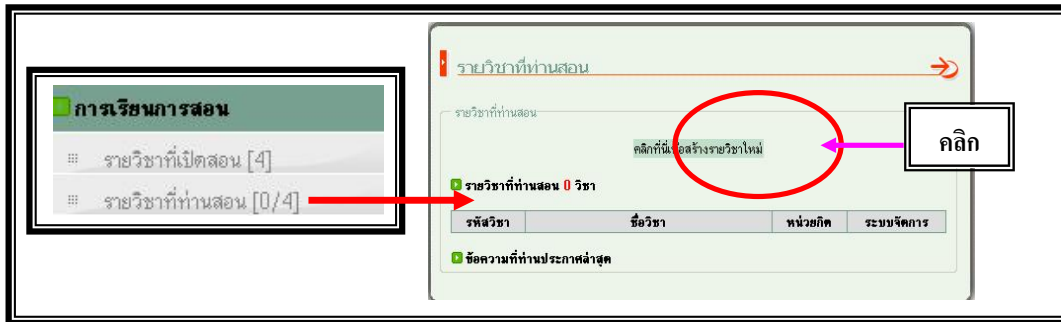 การเรียนการสอน
รายวิชาที่เปิดสอน [4]
รายวิชาที่ท่านสอน [0/4]
รายวิชาที่ท่านสอน
รายวิชาที่ท่านสอน
คลิกที่นี่เพื่อสร้างรายวิชาใหม่
รายวิชาที่ท่านสอน 0 วิชา
รหัสวิชา ชื่อวิชา หน่วยกิต ระบบจัดการ
ข้อความที่ท่านประกาศล่าสุด
คลิก